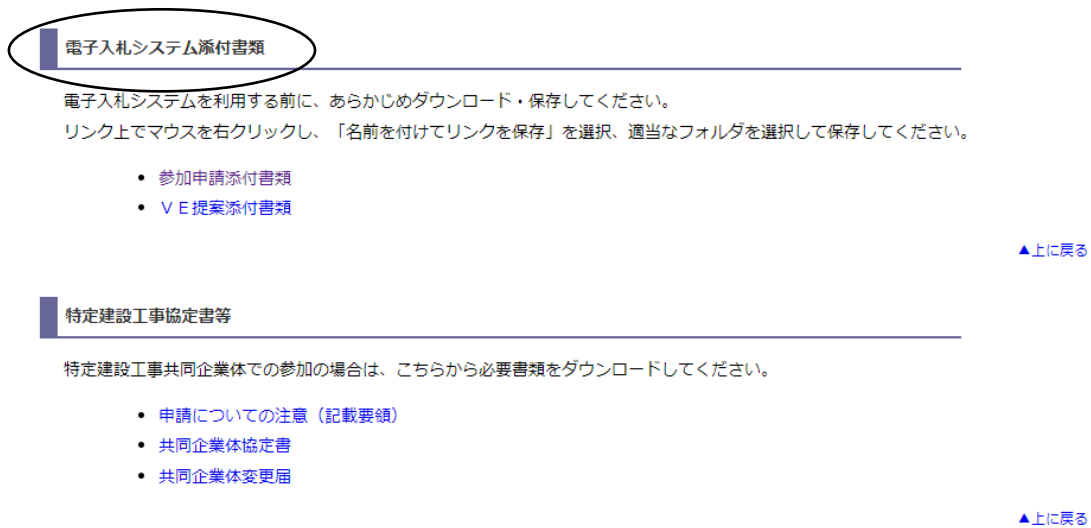 電子入札システム添付書類
電子入札システムを利用する前に、あらかじめダウンロード・保存してください。
リンク上でマウスを右クリックし、「名前を付けてリンクを保存」を選択、適当なフォルダを選択して保存してください。
• 参加申請添付書類
• ＶＥ提案添付書類
▲上に戻る
特定建設工事協定書等
特定建設工事共同企業体での参加の場合は、こちらから必要書類をダウンロードしてください。
• 申請についての注意（記載要領）
• 共同企業体協定書
• 共同企業体変更届
▲上に戻る